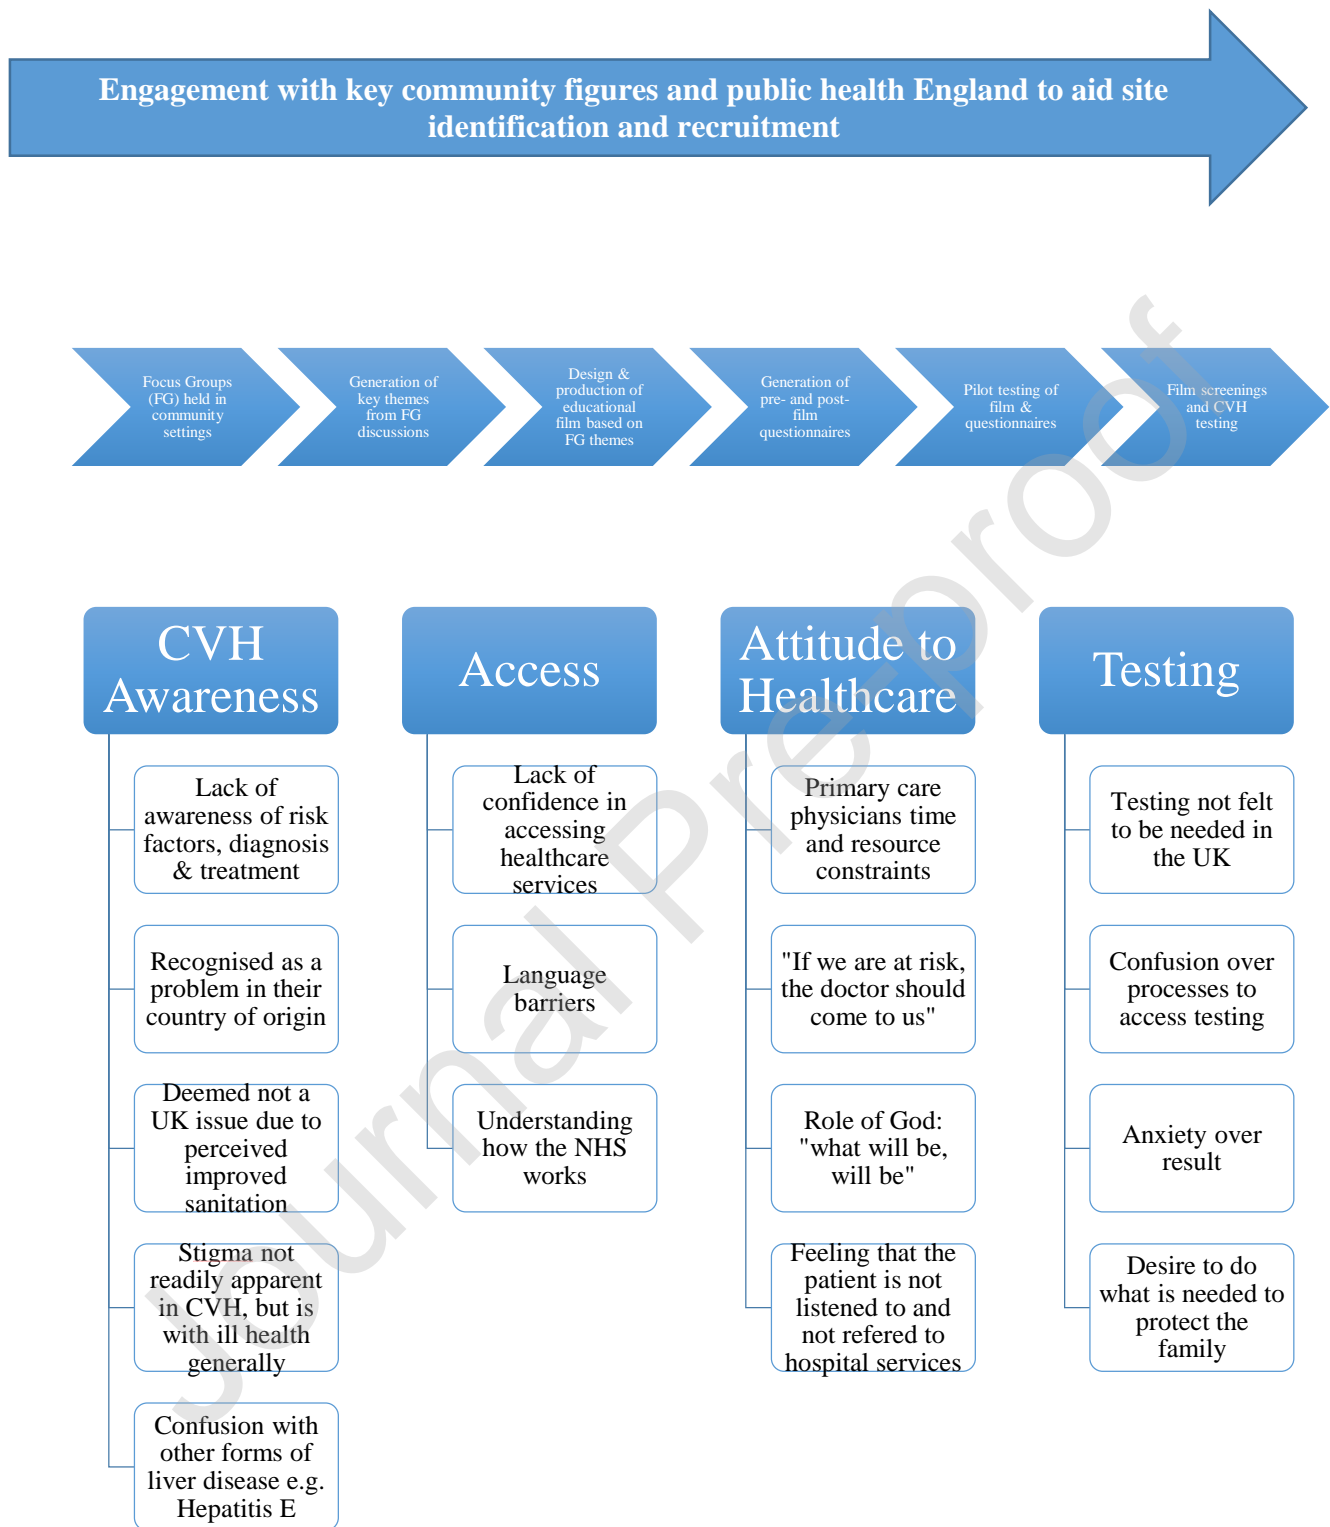 Engagement with key community figures and public health England to aid site
identification and recruitment
Focus Groups
(FG) held in
community
settings
Generation of
key themes
from FG
discussions
Design &
production of
educational
film based on
FG themes
Generation of
pre- and post-
film
questionnaires
Pilot testing of
film &
questionnaires
Film screenings
and CVH
testing
CVH
Awareness
Lack of
awareness of risk
factors, diagnosis
& treatment
Recognised as a
problem in their
country of origin
Deemed not a
UK issue due to
perceived
improved
sanitation
Stigma not
readily apparent
in CVH, but is
with ill health
generally
Confusion with
other forms of
liver disease e.g.
Hepatitis E
Access
Lack of
confidence in
accessing
healthcare
services
Language
barriers
Understanding
how the NHS
works
Attitude to
Healthcare
Primary care
physicians time
and resource
constraints
"If we are at risk,
the doctor should
come to us"
Role of God:
"what will be,
will be"
Feeling that the
patient is not
listened to and
not refered to
hospital services
Testing
Testing not felt
to be needed in
the UK
Confusion over
processes to
access testing
Anxiety over
result
Desire to do
what is needed to
protect the
family
Journal Pre-proof